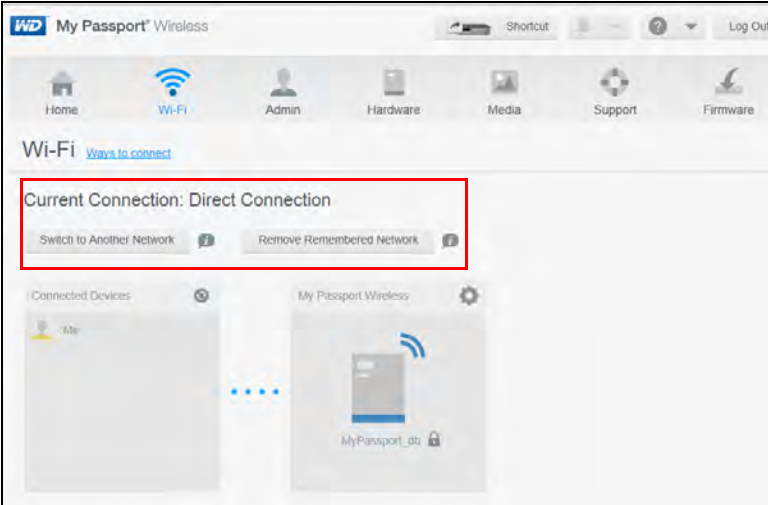 WD My Passport® Wireless
Shortcut
Log Out
Home
Wi-Fi
Admin
Hardware
Media
Support
Firmware
Wi-Fi Ways to connect
Current Connection: Direct Connection
Switch to Another Network
Remove Remembered Network
Connected Devices
My Passport Wireless
Me
MyPassport_db